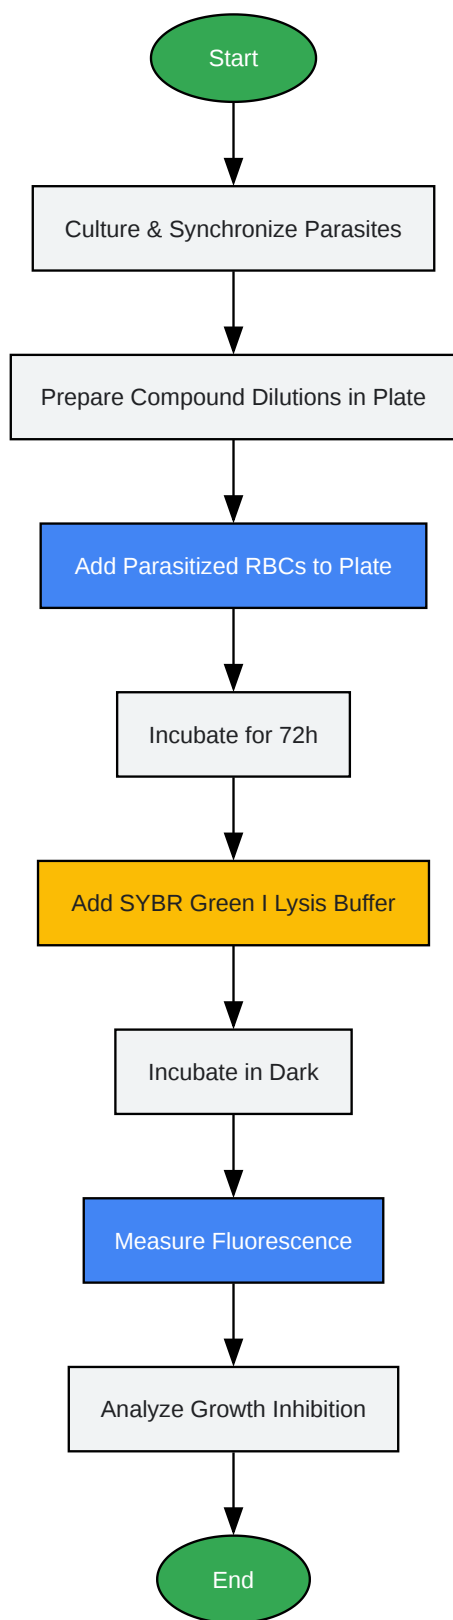 Start
Culture & Synchronize Parasites
Prepare Compound Dilutions in Plate
Add Parasitized RBCs to Plate
Incubate for 72h
Add SYBR Green I Lysis Buffer
Incubate in Dark
Measure Fluorescence
Analyze Growth Inhibition
End